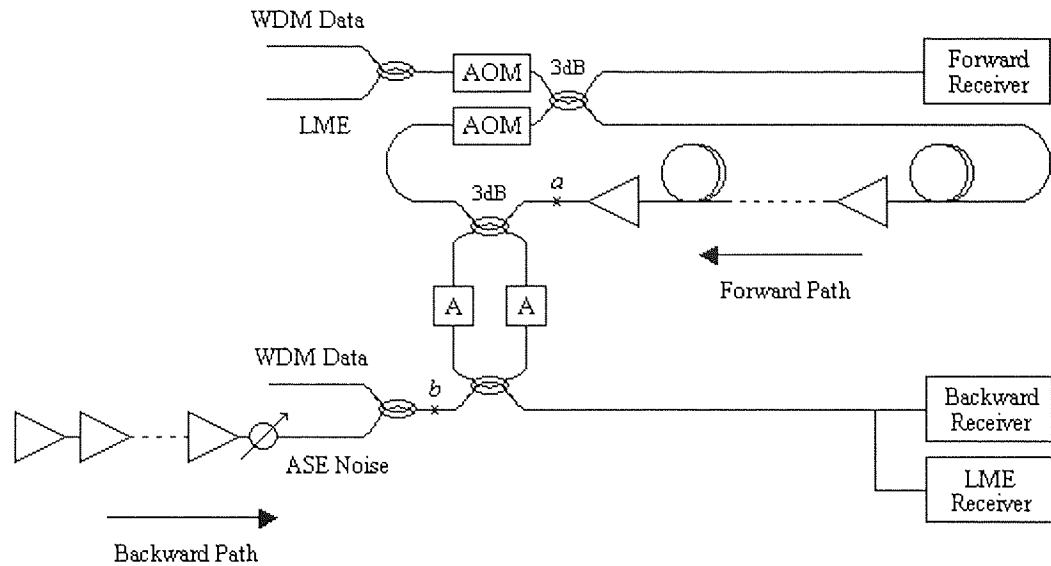 WDM Data
AOM
3dB
Forward
Receiver
LME
AOM
3dB
a
Forward Path
A
A
WDM Data
b
Backward
Receiver
ASE Noise
LME
Receiver
Backward Path